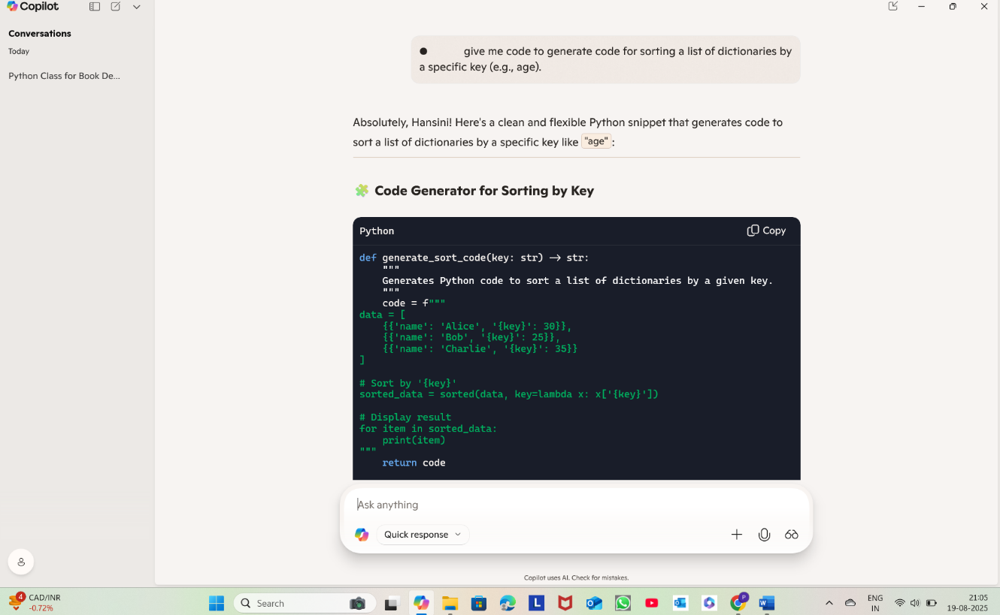 Copilot
Conversations
Today
Python Class for Book De...
● give me code to generate code for sorting a list of dictionaries by
a specific key (e.g., age).
Absolutely, Hansini! Here's a clean and flexible Python snippet that generates code to
sort a list of dictionaries by a specific key like "age":
Code Generator for Sorting by Key
Python Copy
def generate_sort_code(key: str) -> str:
    """
    Generates Python code to sort a list of dictionaries by a given key.
    """
    code = f"""
data = [
    {{'name': 'Alice', '{key}': 30}},
    {{'name': 'Bob', '{key}': 25}},
    {{'name': 'Charlie', '{key}': 35}}
]
# Sort by '{key}'
sorted_data = sorted(data, key=lambda x: x['{key}'])
# Display result
for item in sorted_data:
    print(item)
"""
    return code
Ask anything
Quick response
Copilot uses AI. Check for mistakes.
4 CAD/INR
-0.72%
Search
L
P
W
ENG
IN
21:05
19-08-2025